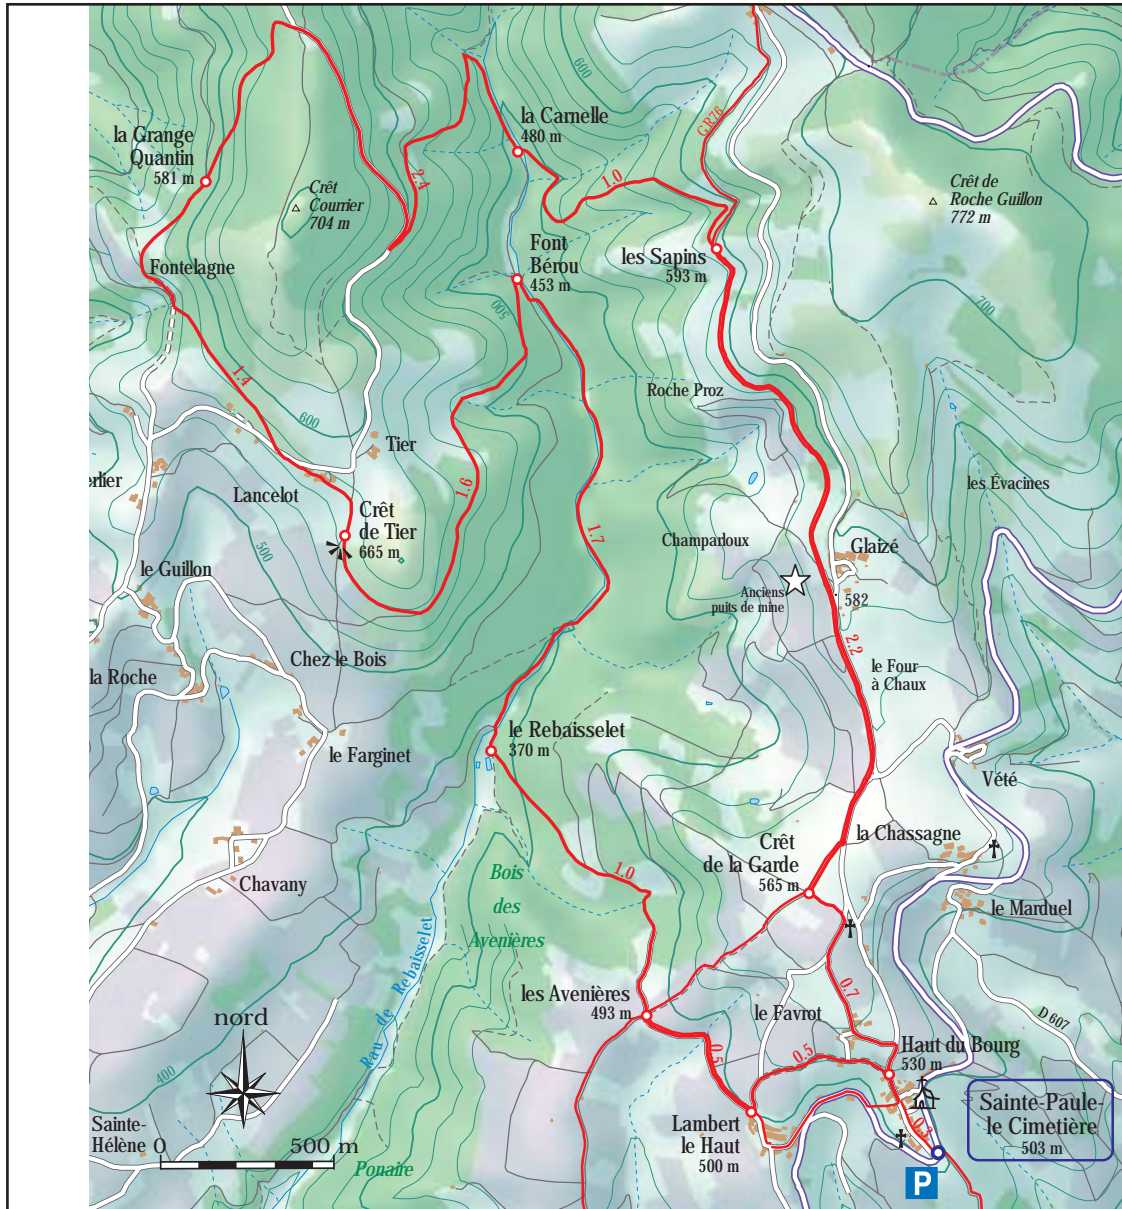 600
la Carnelle
480 m
GR76
la Grange
Quantin
581 m
Crêt
Courrier
704 m
2.4
1.0
Crêt de
Roche Guillon
772 m
Font
Bérou
453 m
les Sapins
593 m
Fontelagne
500
700
1.4
600
Roche Proz
Tier
erlier
Lancelot
1.6
les Évacines
Crêt
de Tier
665 m
500
1.7
Champarloux
Glaizé
le Guillon
Anciens
puits de mine
582
2.2
Chez le Bois
la Roche
le Four
à Chaux
le Rebaisselet
370 m
le Farginet
Vété
la Chassagne
Crêt
de la Garde
565 m
1.0
Bois
des
Avenières
Chavany
le Marduel
Rau de Rebaisselet
les Avenières
493 m
0.7
le Favrot
D 607
nord
0.5
0.5
Haut du Bourg
530 m
400
Sainte-
Hélène
0 500 m
Ponaire
Lambert
le Haut
500 m
0.3
Sainte-Paule-
le Cimetière
503 m
P